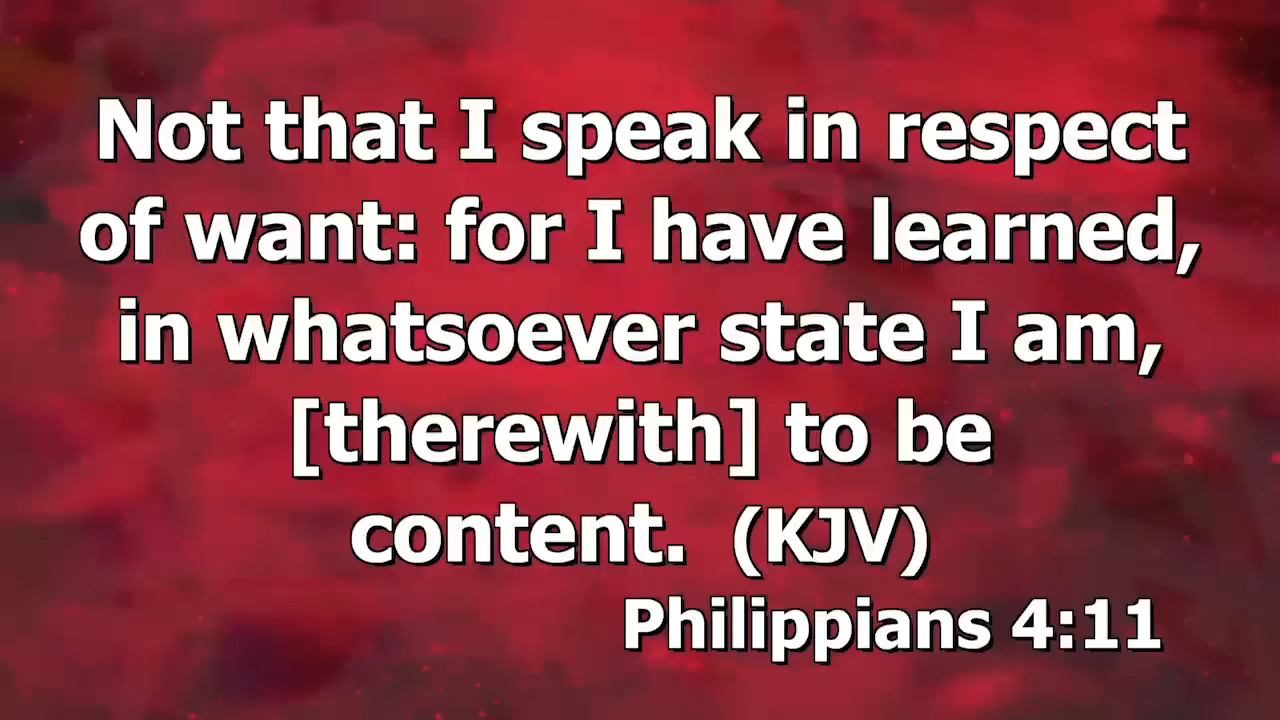 Not that I speak in respect
of want: for I have learned,
in whatsoever state I am,
[therewith] to be
content.  (KJV)
Philippians 4:11